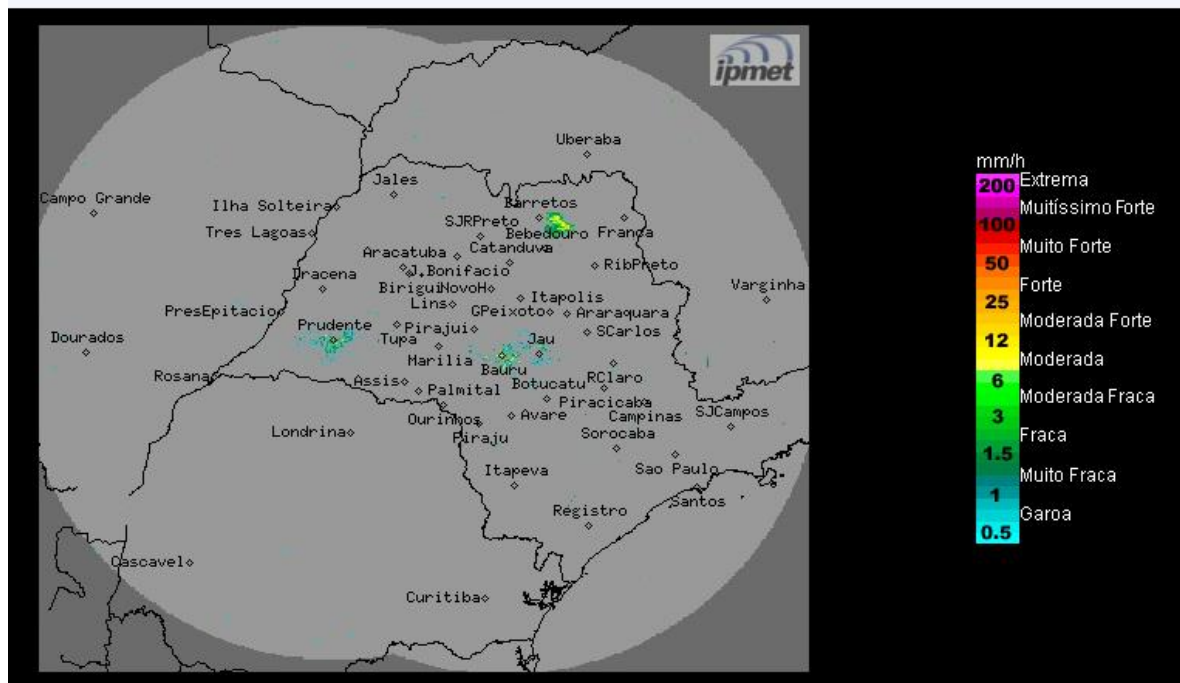 ipmet
Uberaba
Campo Grande
Jales
Ilha Solteira
Barretos
SJRPreto
Tres Lagoas
Bebedouro
Franca
Catanduva
Aracatuba
J.Bonifacio
RibPreto
Dracena
Birigui
NovoH
Varginha
Lins
Itapolis
PresEpitacio
GPeixoto
Araraquara
Prudente
Pirajui
SCarlos
Dourados
Tupa
Jau
Marilia
Bauru
Rosana
Assis
Botucatu
RClaro
Palmital
Piracicaba
Ourinhos
Avare
Campinas
SJCampos
Londrina
Piraju
Sorocaba
Itapeva
Sao Paulo
Registro
Santos
Cascavel
Curitiba
mm/h
200
Extrema
Muitíssimo Forte
100
Muito Forte
50
Forte
25
Moderada Forte
12
Moderada
6
Moderada Fraca
3
Fraca
1.5
Muito Fraca
1
Garoa
0.5